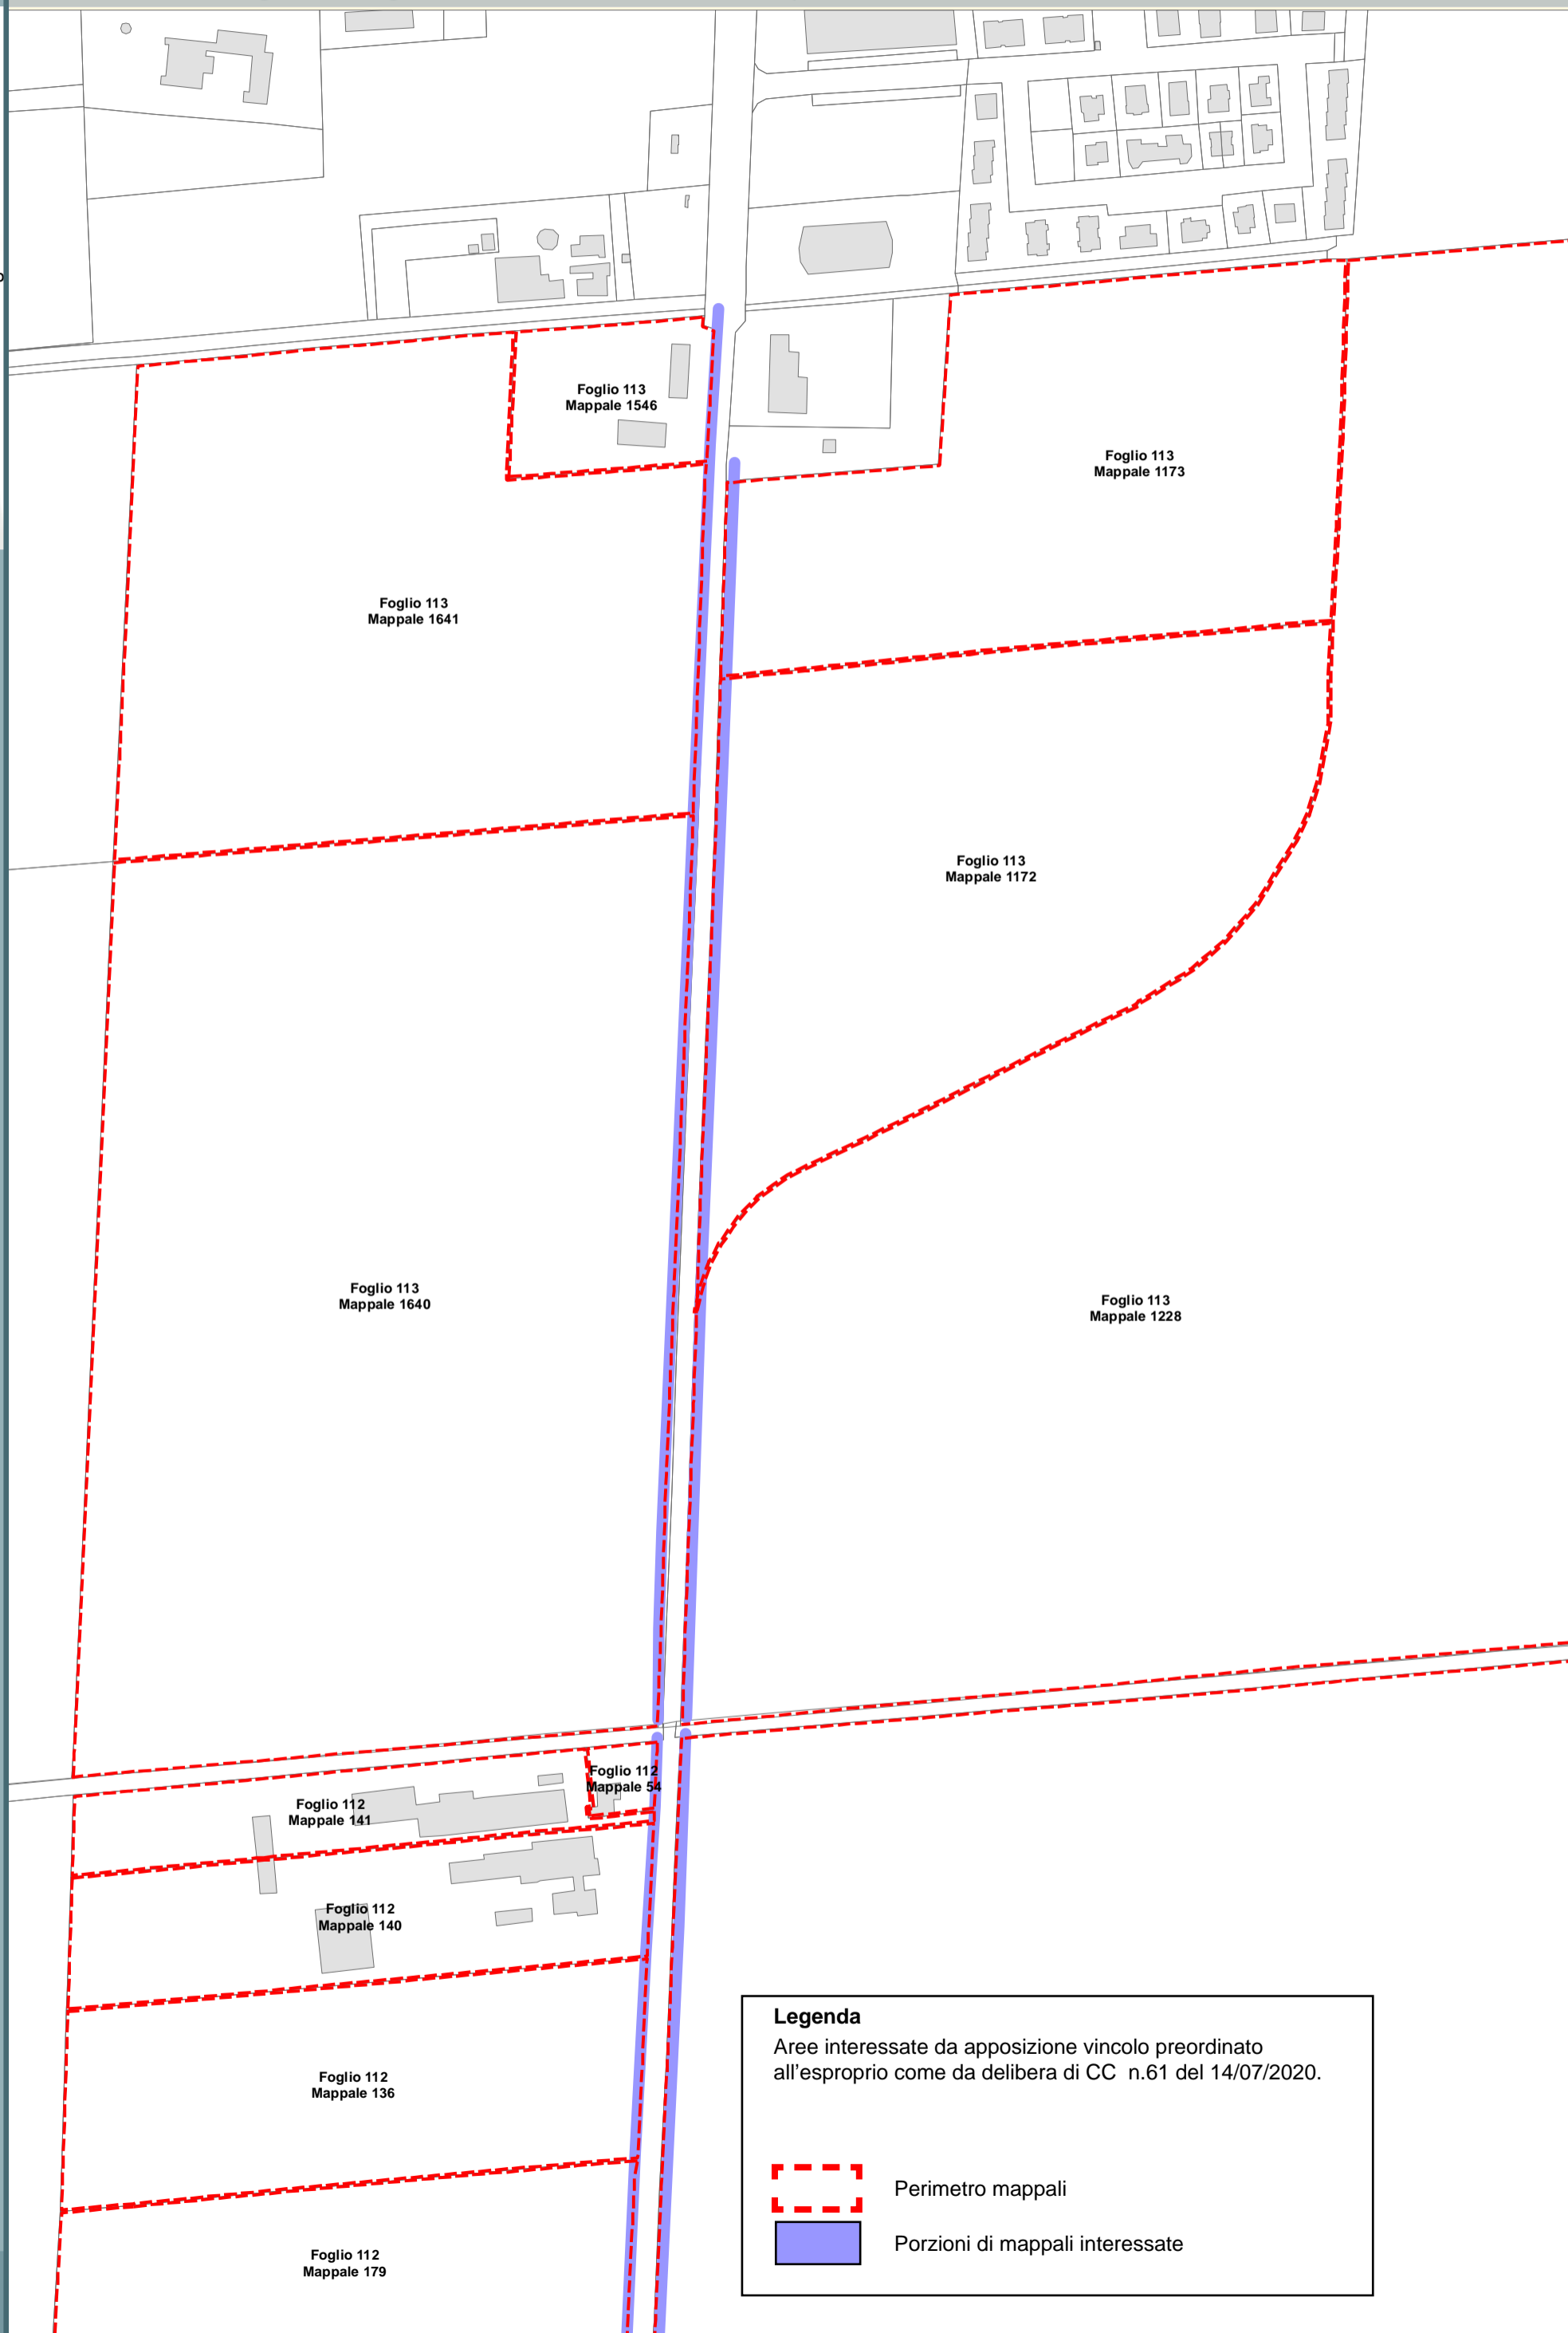 Foglio 113
Mappale 1546
Foglio 113
Mappale 1173
Foglio 113
Mappale 1641
Foglio 113
Mappale 1172
Foglio 113
Mappale 1640
Foglio 113
Mappale 1228
Foglio 112
Mappale 54
Foglio 112
Mappale 141
Foglio 112
Mappale 140
Foglio 112
Mappale 136
Foglio 112
Mappale 179
Legenda
Aree interessate da apposizione vincolo preordinato
all'esproprio come da delibera di CC n.61 del 14/07/2020.
Perimetro mappali
Porzioni di mappali interessate